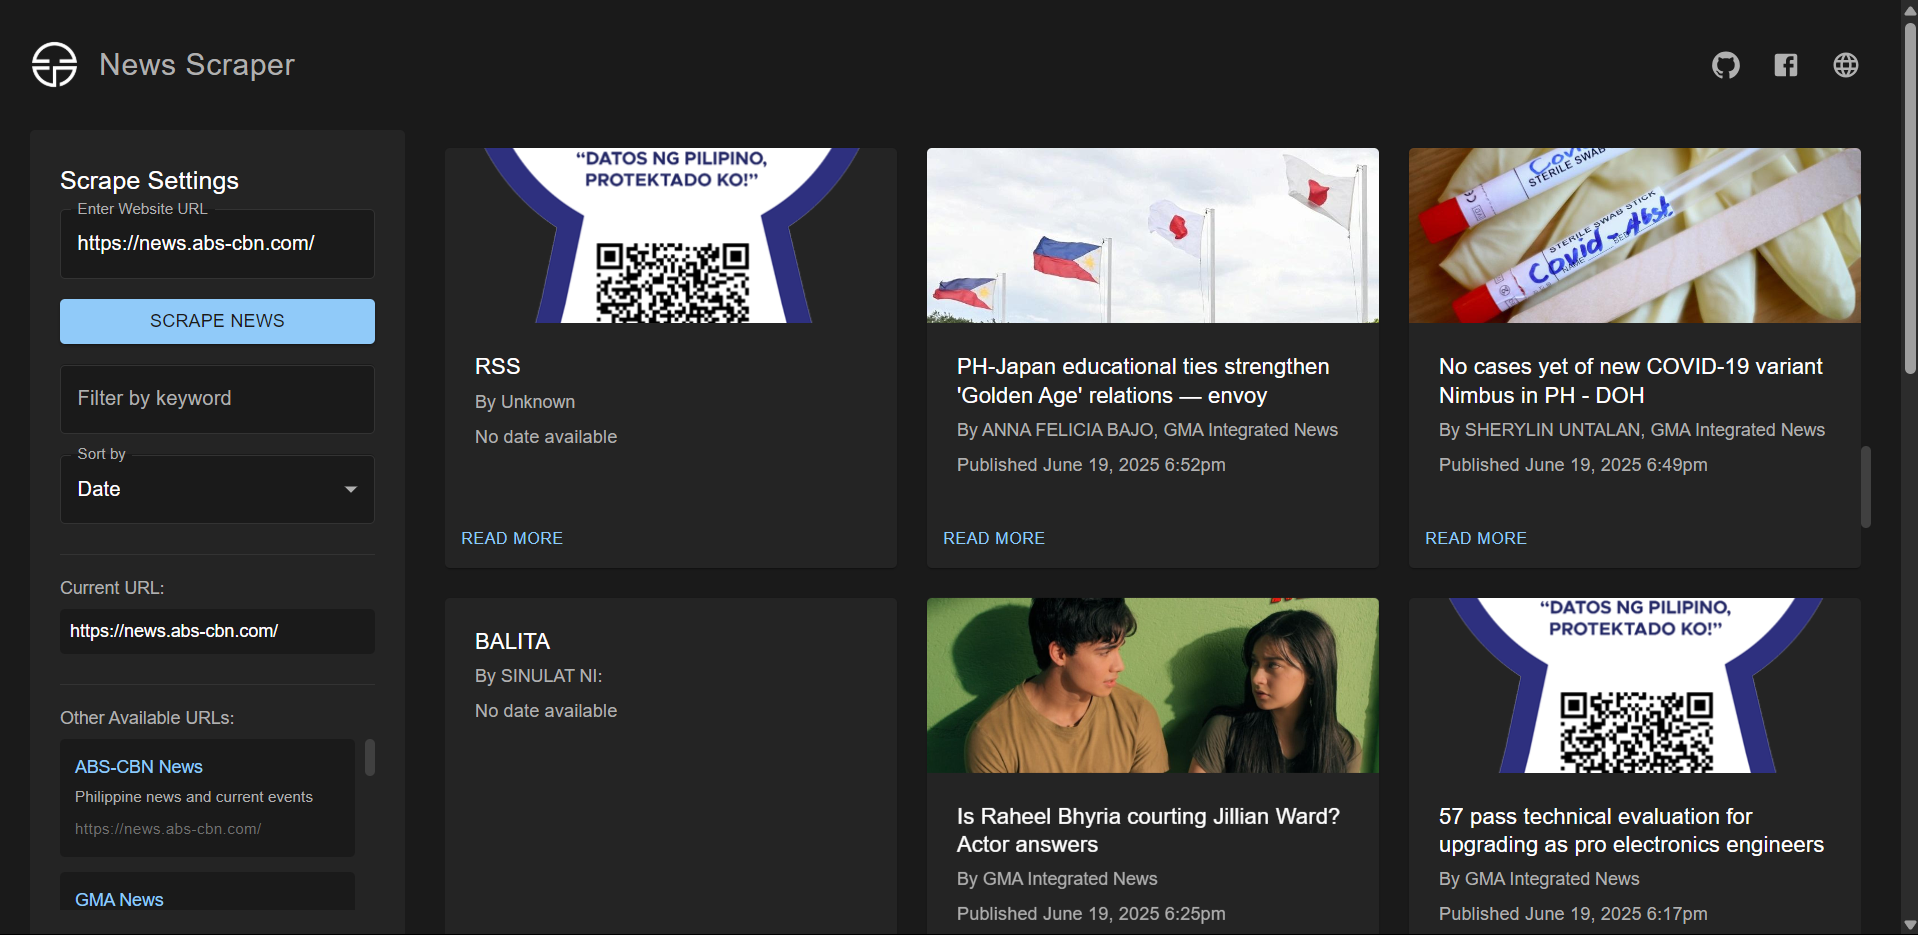 News Scraper
Scrape Settings
Enter Website URL
https://news.abs-cbn.com/
SCRAPE NEWS
Filter by keyword
Sort by
Date
Current URL:
https://news.abs-cbn.com/
Other Available URLs:
ABS-CBN News
Philippine news and current events
https://news.abs-cbn.com/
GMA News
“DATOS NG PILIPINO,
PROTEKTADO KO!”
RSS
By Unknown
No date available
READ MORE
PH-Japan educational ties strengthen
'Golden Age' relations — envoy
By ANNA FELICIA BAJO, GMA Integrated News
Published June 19, 2025 6:52pm
READ MORE
Covid
STERILE SWAB
STERILE SWAB STICK
Covid - Abst
NAME
No cases yet of new COVID-19 variant
Nimbus in PH - DOH
By SHERYLIN UNTALAN, GMA Integrated News
Published June 19, 2025 6:49pm
READ MORE
BALITA
By SINULAT NI:
No date available
Is Raheel Bhyria courting Jillian Ward?
Actor answers
By GMA Integrated News
Published June 19, 2025 6:25pm
“DATOS NG PILIPINO,
PROTEKTADO KO!”
57 pass technical evaluation for
upgrading as pro electronics engineers
By GMA Integrated News
Published June 19, 2025 6:17pm